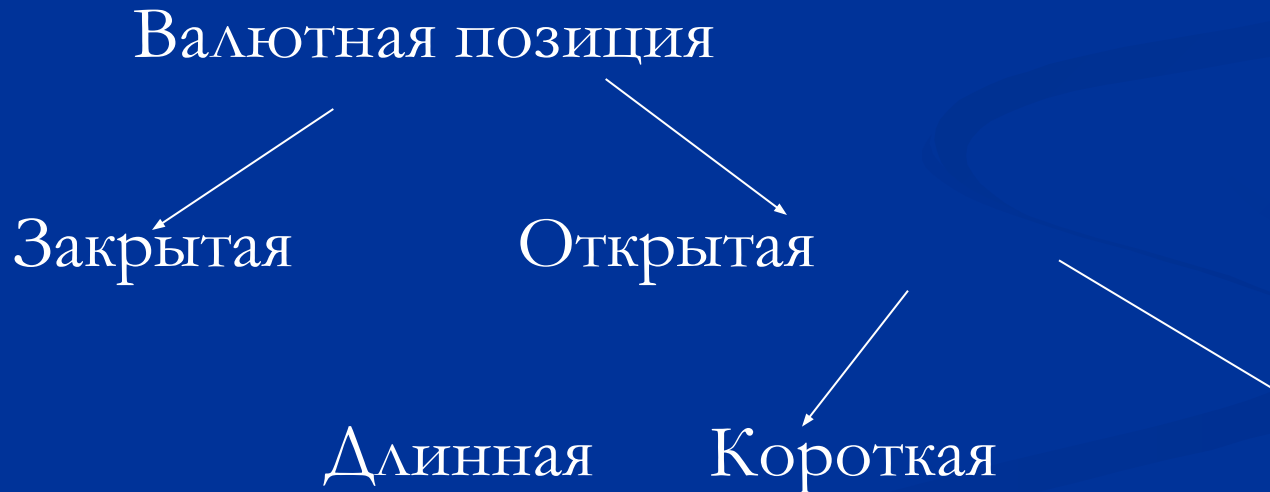 Валютная позиция
Закрытая Открытая
Длинная Короткая